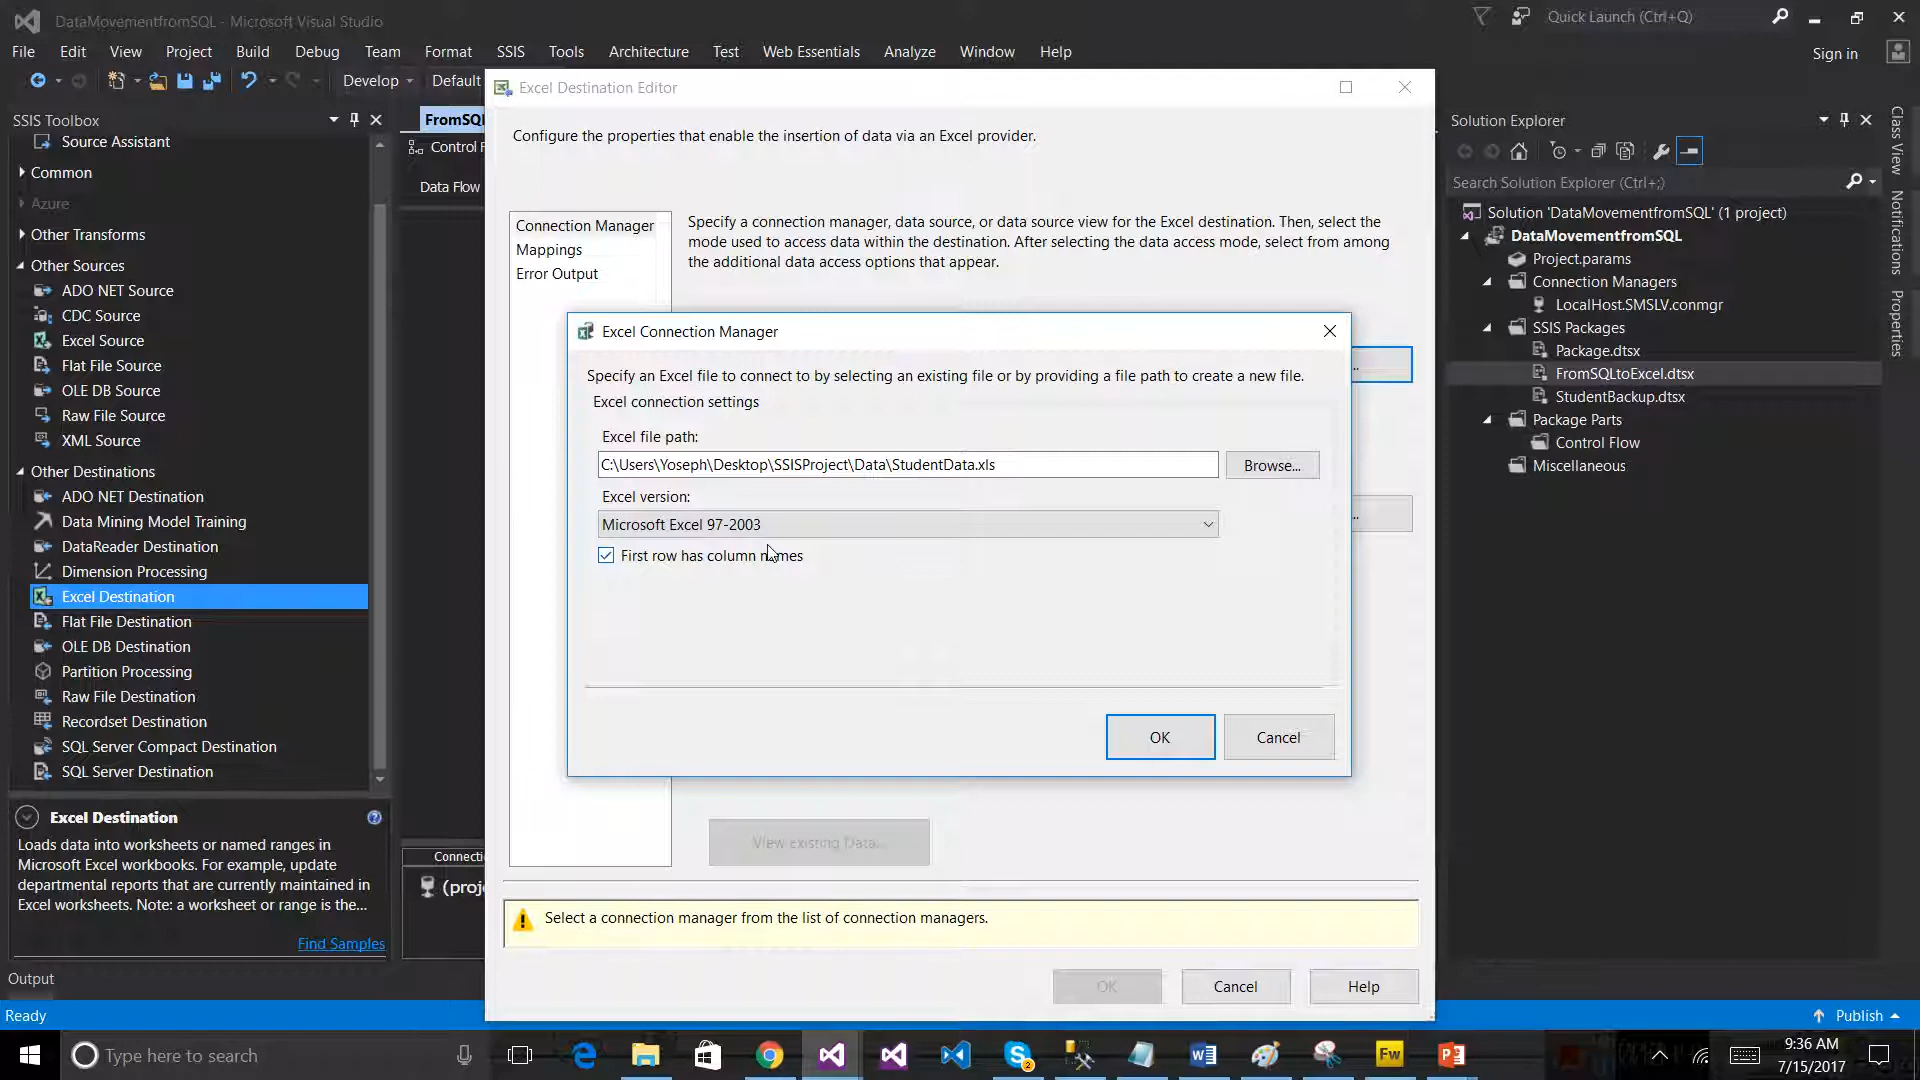 DataMovementfromSQL - Microsoft Visual Studio
Quick Launch (Ctrl+Q)
File Edit View Project Build Debug Team Format SSIS Tools Architecture Test Web Essentials Analyze Window Help
Sign in
Develop Default
SSIS Toolbox
Source Assistant
Common
Azure
Other Transforms
Other Sources
ADO NET Source
CDC Source
Excel Source
Flat File Source
OLE DB Source
Raw File Source
XML Source
Other Destinations
ADO NET Destination
Data Mining Model Training
DataReader Destination
Dimension Processing
Excel Destination
Flat File Destination
OLE DB Destination
Partition Processing
Raw File Destination
Recordset Destination
SQL Server Compact Destination
SQL Server Destination
Excel Destination
Loads data into worksheets or named ranges in
Microsoft Excel workbooks. For example, update
departmental reports that are currently maintained in
Excel worksheets. Note: a worksheet or range is the...
Find Samples
Output
Ready
FromSQL
Control F
Data Flow
Connecti
(proj
Excel Destination Editor
Configure the properties that enable the insertion of data via an Excel provider.
Connection Manager
Mappings
Error Output
Specify a connection manager, data source, or data source view for the Excel destination. Then, select the
mode used to access data within the destination. After selecting the data access mode, select from among
the additional data access options that appear.
Excel Connection Manager
Specify an Excel file to connect to by selecting an existing file or by providing a file path to create a new file.
Excel connection settings
Excel file path:
C:\Users\Yoseph\Desktop\SSISProject\Data\StudentData.xls
Browse...
Excel version:
Microsoft Excel 97-2003
First row has column names
OK Cancel
View Existing Data...
Select a connection manager from the list of connection managers.
OK Cancel Help
Solution Explorer
Search Solution Explorer (Ctrl+;)
Solution 'DataMovementfromSQL' (1 project)
DataMovementfromSQL
Project.params
Connection Managers
LocalHost.SMSLV.conmgr
SSIS Packages
Package.dtsx
FromSQLtoExcel.dtsx
StudentBackup.dtsx
Package Parts
Control Flow
Miscellaneous
Class View
Notifications
Properties
Publish
Type here to search
2
Fw
9:36 AM
7/15/2017